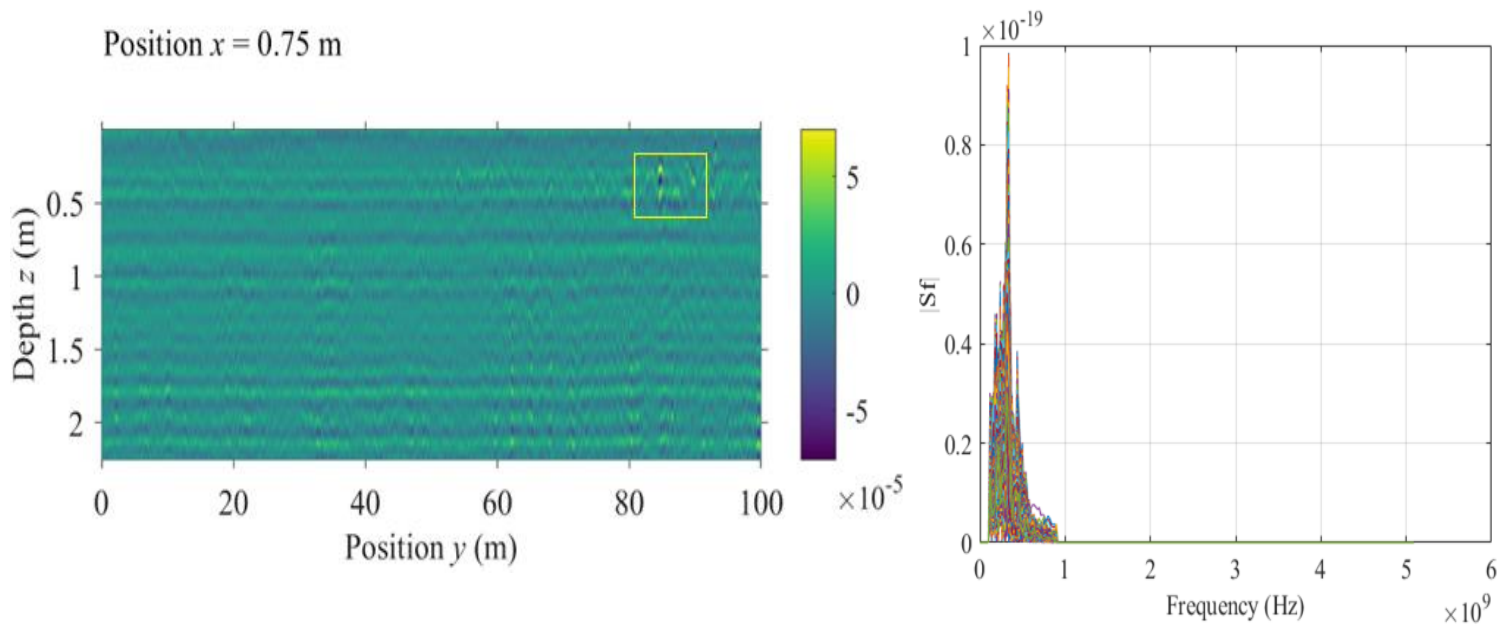 Position x = 0.75 m
Depth z (m)
0.5
1
1.5
2
0 20 40 60 80 100
Position y (m)
5
0
-5
×10-5
×10-19
|Sf|
1
0.8
0.6
0.4
0.2
0
0 1 2 3 4 5 6
Frequency (Hz)
×109